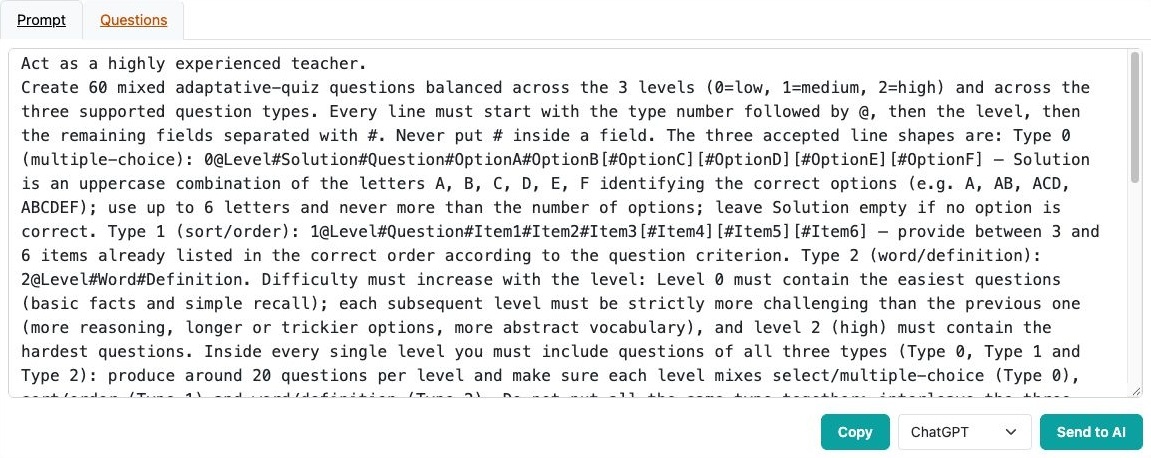 Prompt
Questions
Act as a highly experienced teacher.
Create 60 mixed adaptative-quiz questions balanced across the 3 levels (0=low, 1=medium, 2=high) and across the
three supported question types. Every line must start with the type number followed by @, then the level, then
the remaining fields separated with #. Never put # inside a field. The three accepted line shapes are: Type 0
(multiple-choice): 0@Level#Solution#Question#OptionA#OptionB[#OptionC][#OptionD][#OptionE][#OptionF] — Solution
is an uppercase combination of the letters A, B, C, D, E, F identifying the correct options (e.g. A, AB, ACD,
ABCDEF); use up to 6 letters and never more than the number of options; leave Solution empty if no option is
correct. Type 1 (sort/order): 1@Level#Question#Item1#Item2#Item3[#Item4][#Item5][#Item6] — provide between 3 and
6 items already listed in the correct order according to the question criterion. Type 2 (word/definition):
2@Level#Word#Definition. Difficulty must increase with the level: Level 0 must contain the easiest questions
(basic facts and simple recall); each subsequent level must be strictly more challenging than the previous one
(more reasoning, longer or trickier options, more abstract vocabulary), and level 2 (high) must contain the
hardest questions. Inside every single level you must include questions of all three types (Type 0, Type 1 and
Type 2): produce around 20 questions per level and make sure each level mixes select/multiple-choice (Type 0),
Copy
ChatGPT
Send to AI